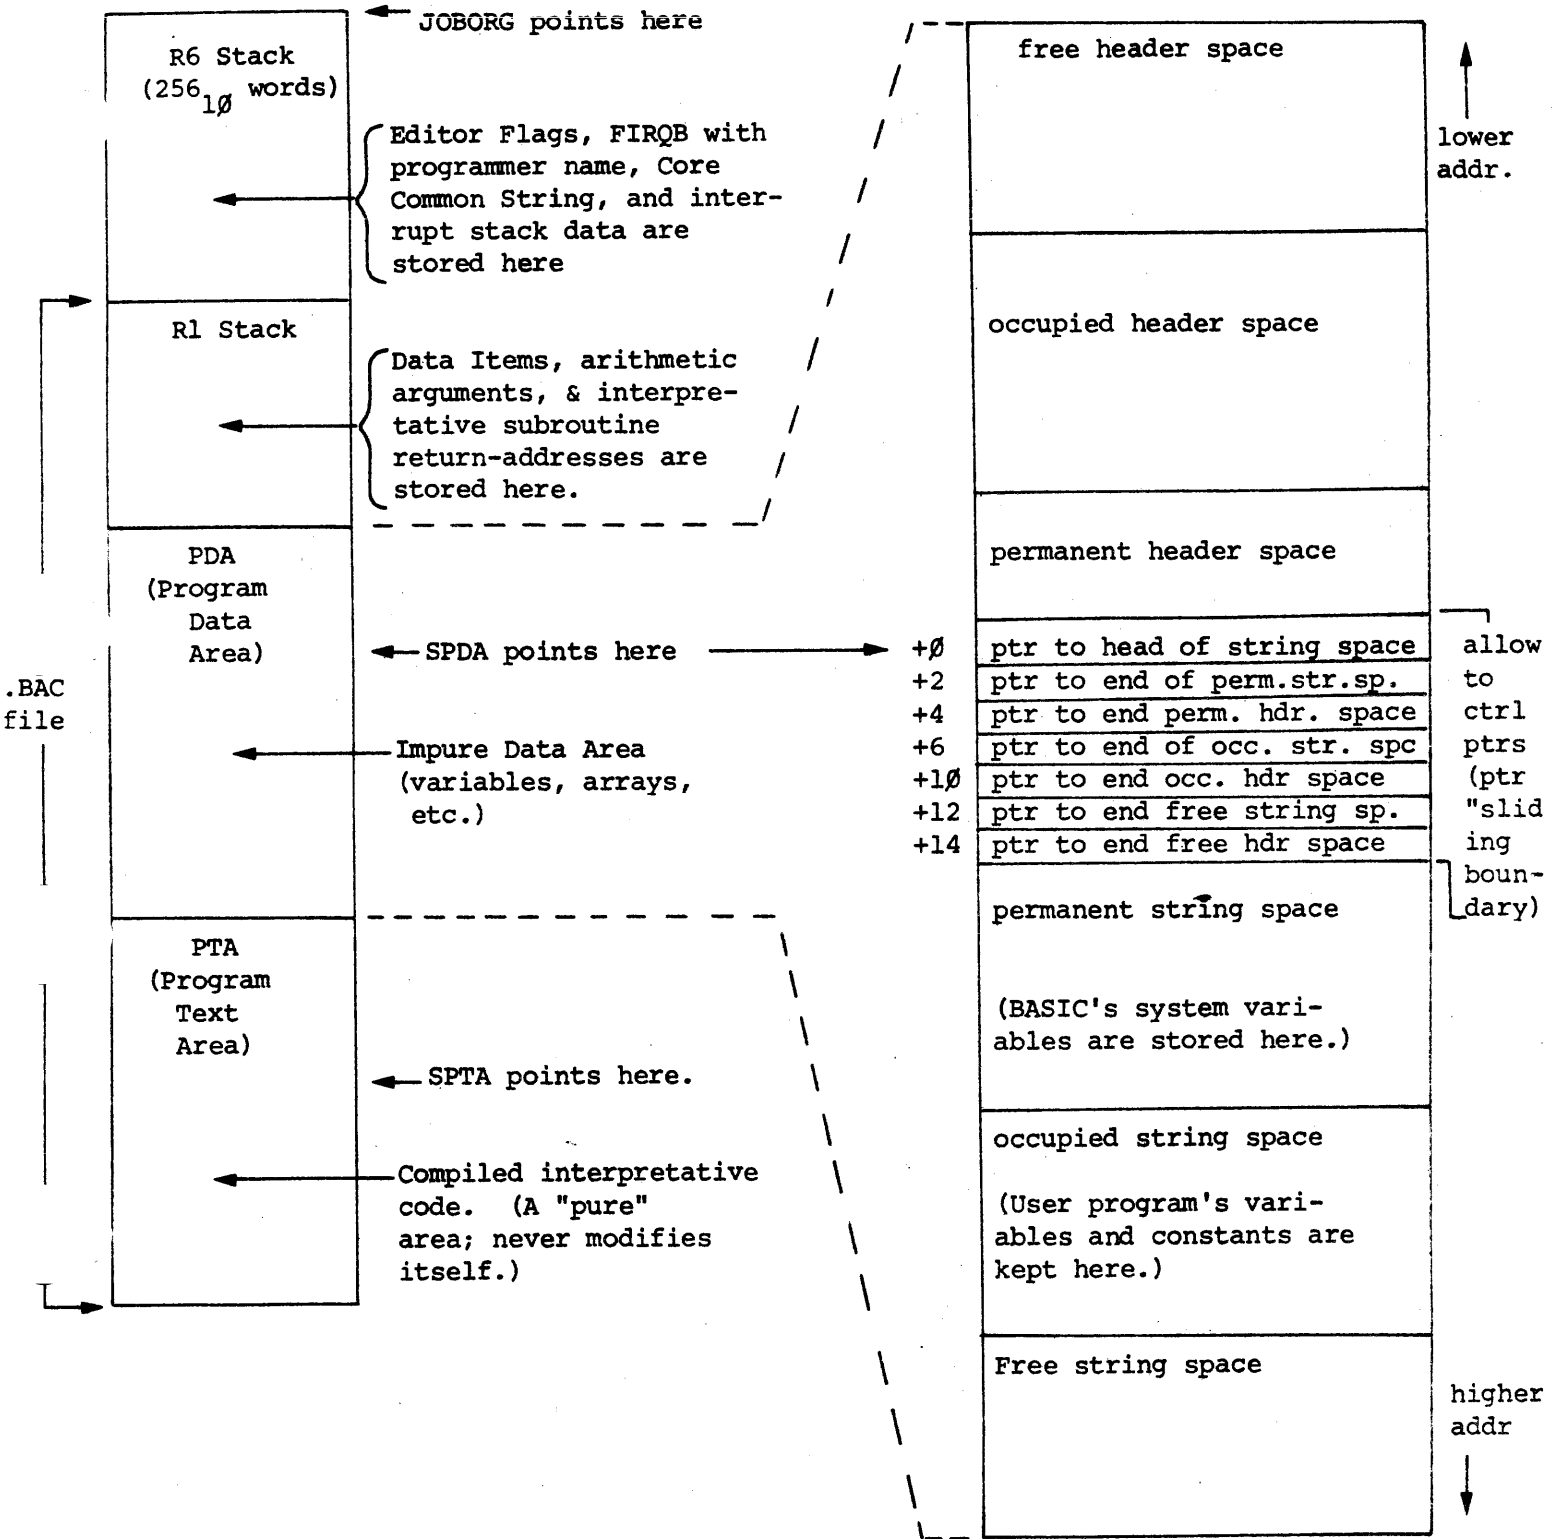 JOBORG points here
R6 Stack
(256₁Ø words)
Editor Flags, FIRQB with
programmer name, Core
Common String, and inter-
rupt stack data are
stored here
R1 Stack
Data Items, arithmetic
arguments, & interpre-
tative subroutine
return-addresses are
stored here.
PDA
(Program
Data
Area)
SPDA points here
.BAC
file
Impure Data Area
(variables, arrays,
etc.)
PTA
(Program
Text
Area)
SPTA points here.
Compiled interpretative
code. (A "pure"
area; never modifies
itself.)
free header space
lower
addr.
occupied header space
permanent header space
+Ø ptr to head of string space
+2 ptr to end of perm.str.sp.
+4 ptr to end perm. hdr. space
+6 ptr to end of occ. str. spc
+1Ø ptr to end occ. hdr space
+12 ptr to end free string sp.
+14 ptr to end free hdr space
allow
to
ctrl
ptrs
(ptr
"slid
ing
boun-
dary)
permanent string space
(BASIC's system vari-
ables are stored here.)
occupied string space
(User program's vari-
ables and constants are
kept here.)
Free string space
higher
addr